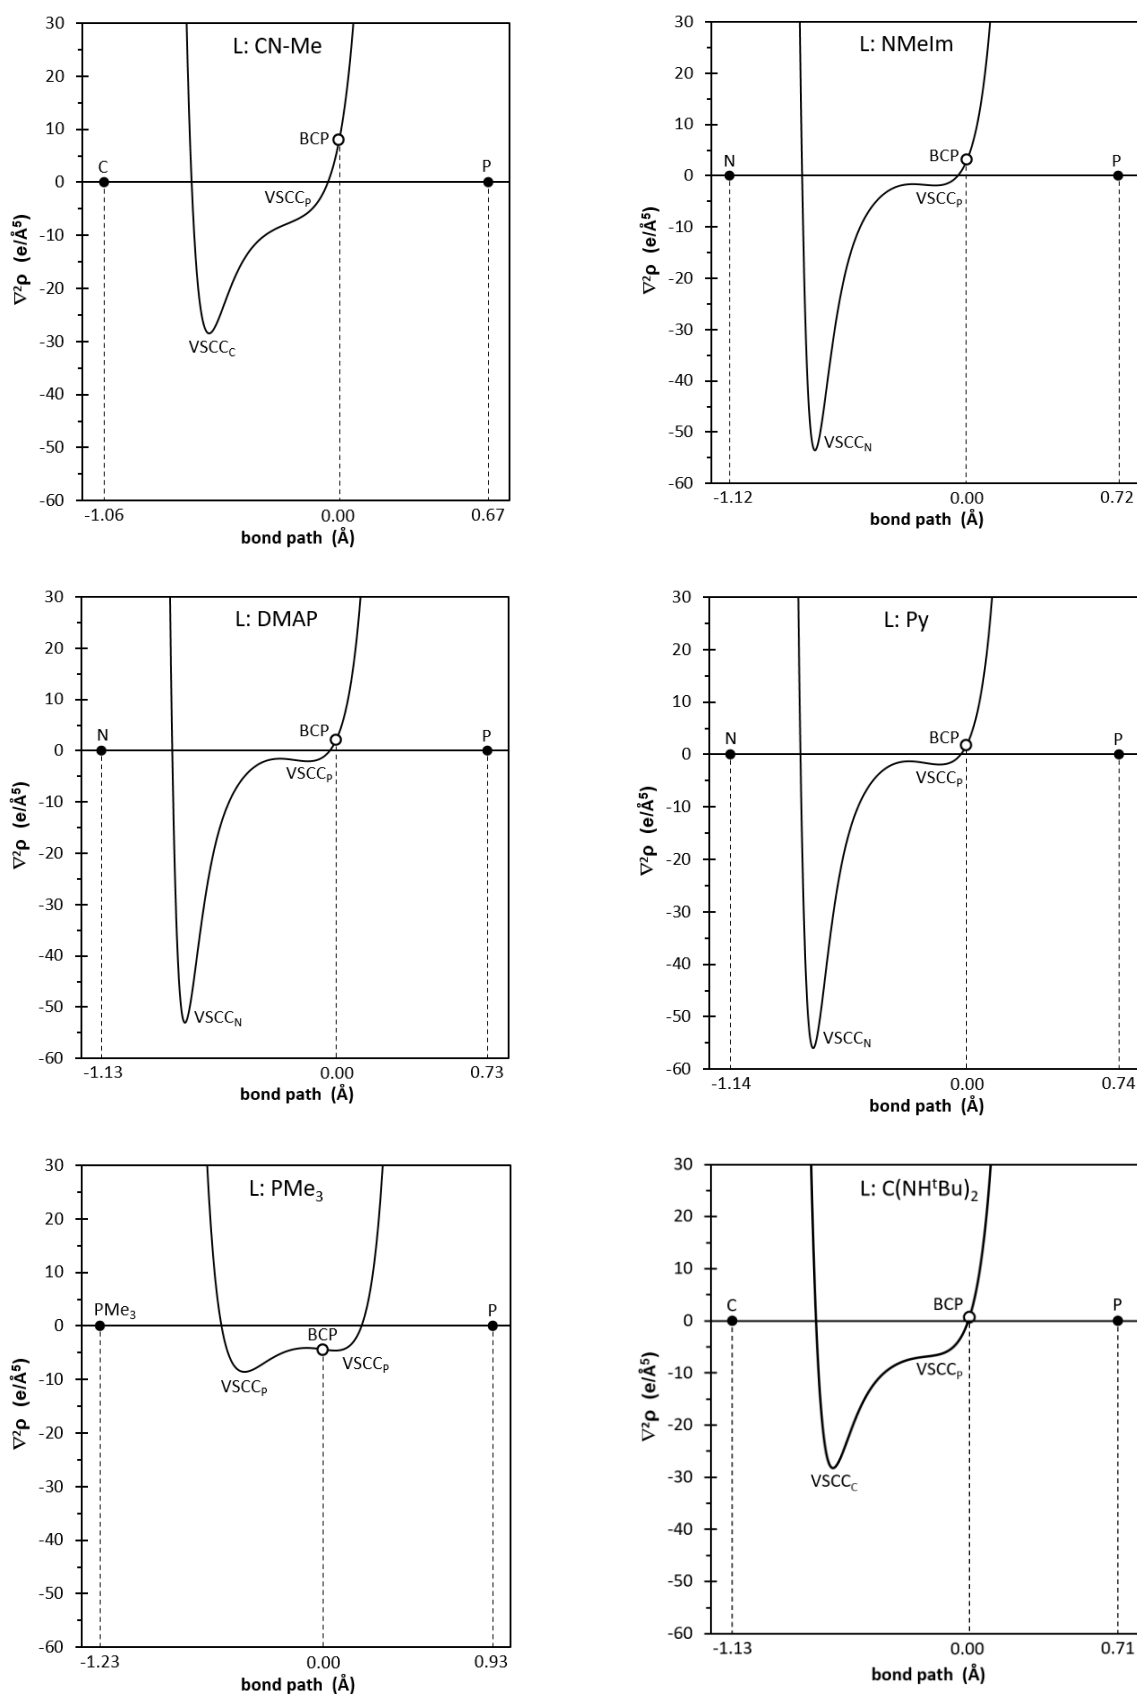 L: CN-Me
30
20
10
0
-10
-20
-30
-40
-50
-60
∇²ρ (e/Å⁵)
C
BCP
P
VSCC_P
VSCC_C
-1.06 0.00 0.67
bond path (Å)
L: NMeIm
30
20
10
0
-10
-20
-30
-40
-50
-60
∇²ρ (e/Å⁵)
N
BCP
P
VSCC_P
VSCC_N
-1.12 0.00 0.72
bond path (Å)
L: DMAP
30
20
10
0
-10
-20
-30
-40
-50
-60
∇²ρ (e/Å⁵)
N
BCP
P
VSCC_P
VSCC_N
-1.13 0.00 0.73
bond path (Å)
L: Py
30
20
10
0
-10
-20
-30
-40
-50
-60
∇²ρ (e/Å⁵)
N
BCP
P
VSCC_P
VSCC_N
-1.14 0.00 0.74
bond path (Å)
L: PMe₃
30
20
10
0
-10
-20
-30
-40
-50
-60
∇²ρ (e/Å⁵)
PMe₃
BCP
P
VSCC_P
VSCC_P
-1.23 0.00 0.93
bond path (Å)
L: C(NHᵗBu)₂
30
20
10
0
-10
-20
-30
-40
-50
-60
∇²ρ (e/Å⁵)
C
BCP
P
VSCC_P
VSCC_C
-1.13 0.00 0.71
bond path (Å)